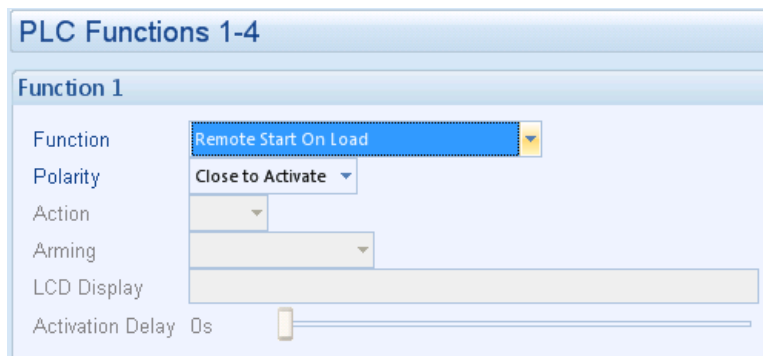 PLC Functions 1-4
Function 1
Function Remote Start On Load
Polarity Close to Activate
Action
Arming
LCD Display
Activation Delay 0s